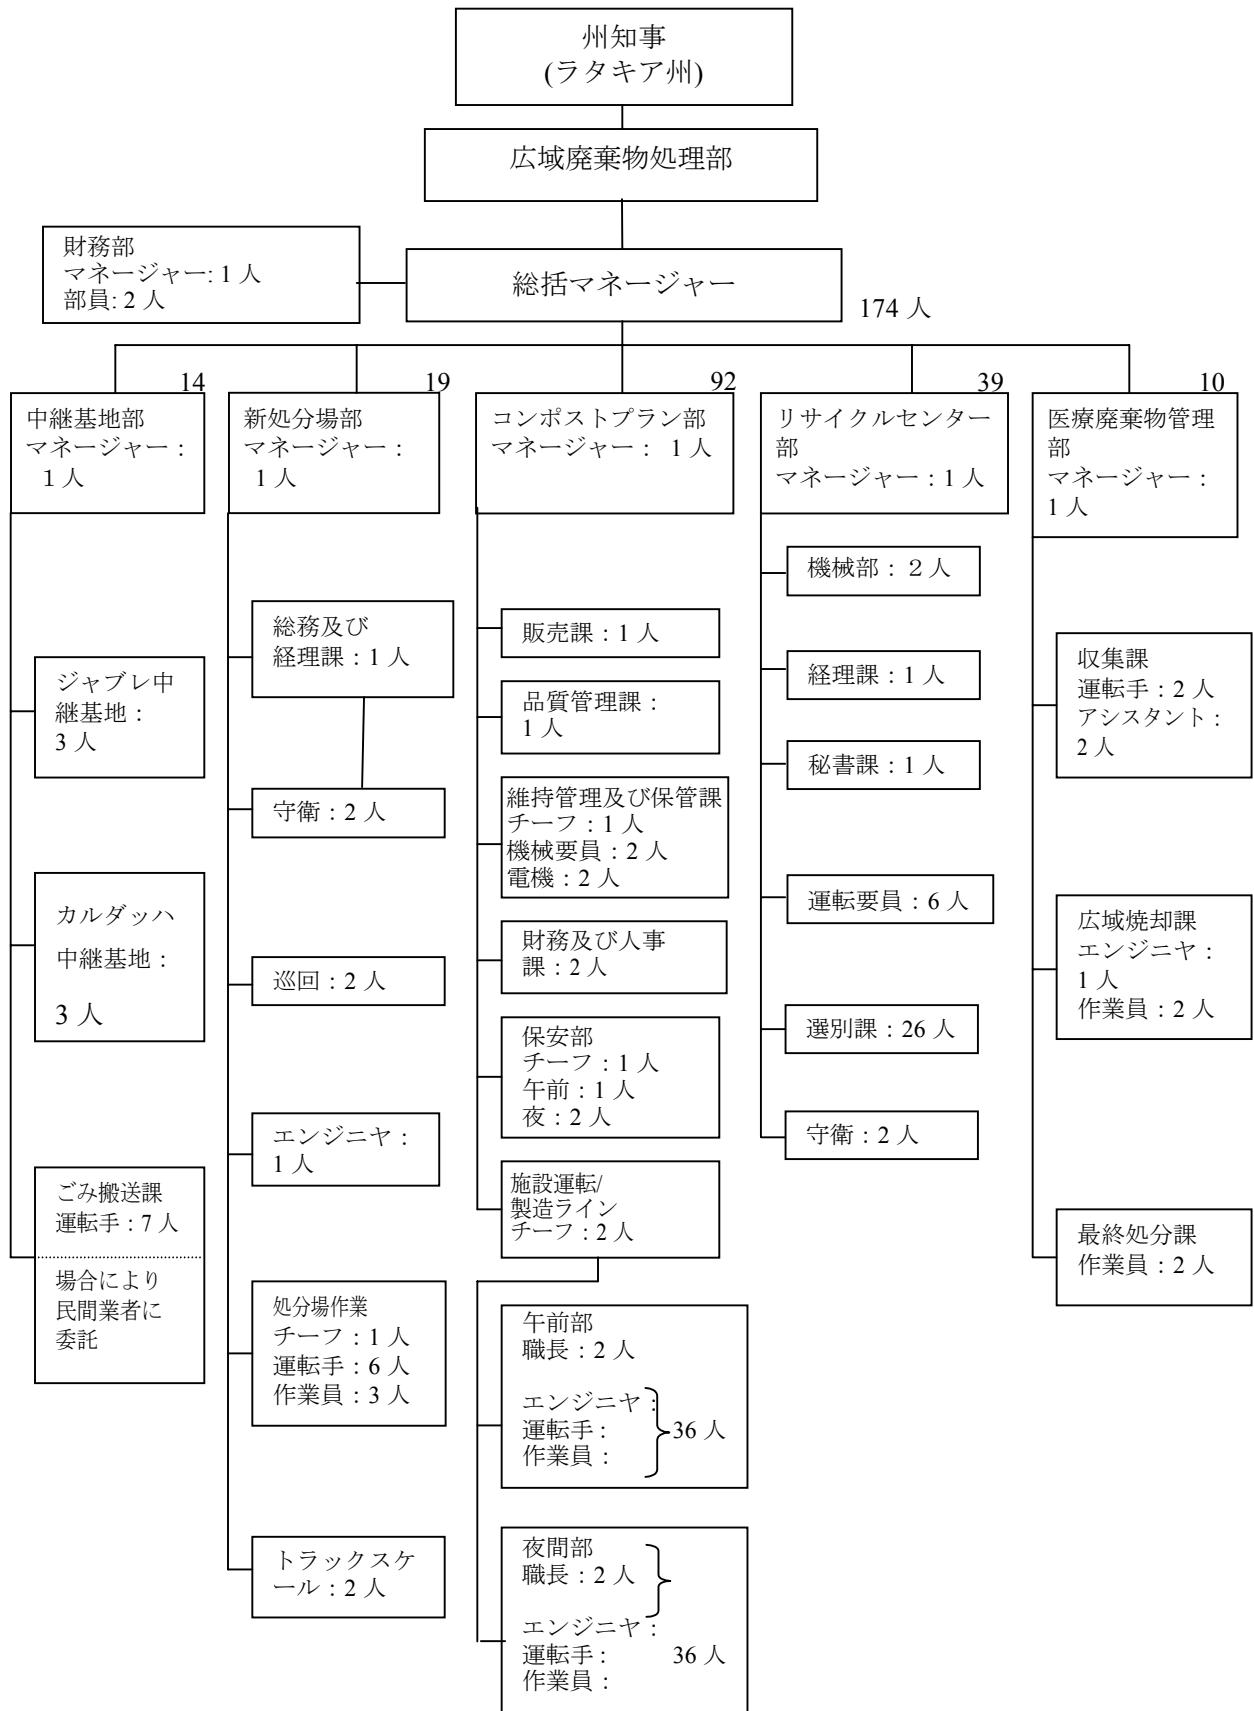 州知事
(ラタキア州)
広域廃棄物処理部
財務部
マネージャー: 1 人
部員: 2 人
総括マネージャー
174 人
14
中継基地部
マネージャー：
1 人
ジャブレ中
継基地：
3 人
カルダッハ
中継基地：
3 人
ごみ搬送課
運転手：7 人
場合により
民間業者に
委託
19
新処分場部
マネージャー：
1 人
総務及び
経理課：1 人
守衛：2 人
巡回：2 人
エンジニヤ：
1 人
処分場作業
チーフ：1 人
運転手：6 人
作業員：3 人
トラックスケ
ール：2 人
92
コンポストプラン部
マネージャー： 1 人
販売課：1 人
品質管理課：
1 人
維持管理及び保管課
チーフ：1 人
機械要員：2 人
電機：2 人
財務及び人事
課：2 人
保安部
チーフ：1 人
午前：1 人
夜：2 人
施設運転/
製造ライン
チーフ：2 人
午前部
職長：2 人
エンジニヤ：
運転手：
作業員：
36 人
夜間部
職長：2 人
エンジニヤ：
運転手：
作業員：
36 人
39
リサイクルセンター
部
マネージャー：1 人
機械部：２人
経理課：1 人
秘書課：1 人
運転要員：6 人
選別課：26 人
守衛：2 人
10
医療廃棄物管理
部
マネージャー：
1 人
収集課
運転手：2 人
アシスタント：
2 人
広域焼却課
エンジニヤ：
1 人
作業員：2 人
最終処分課
作業員：2 人